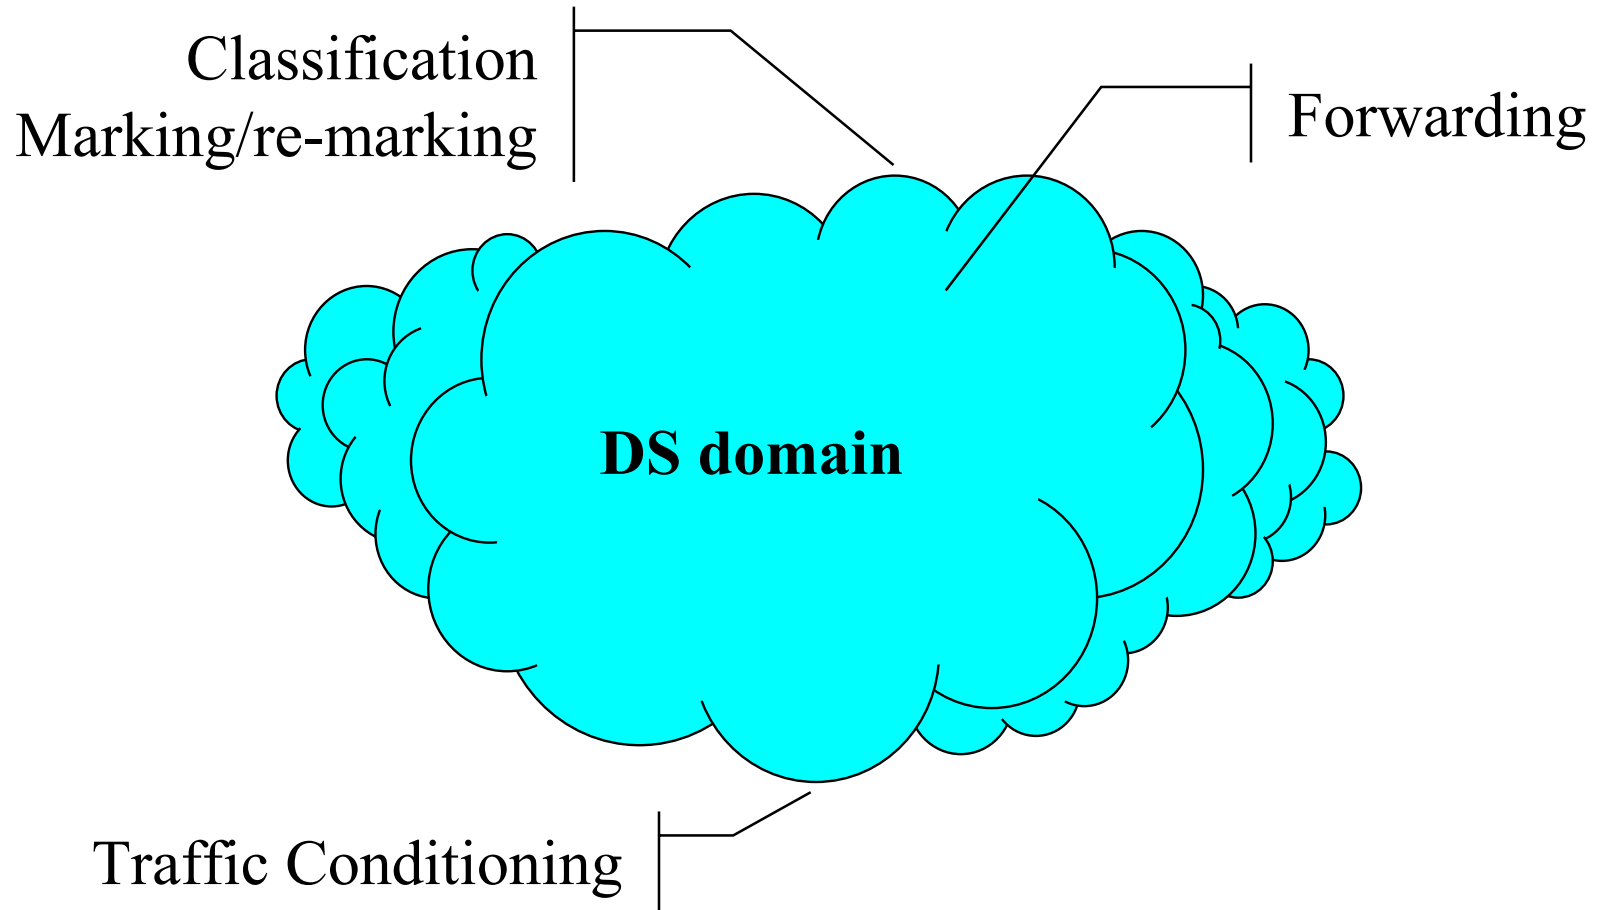 Classification
Marking/re-marking
Forwarding
DS domain
Traffic Conditioning